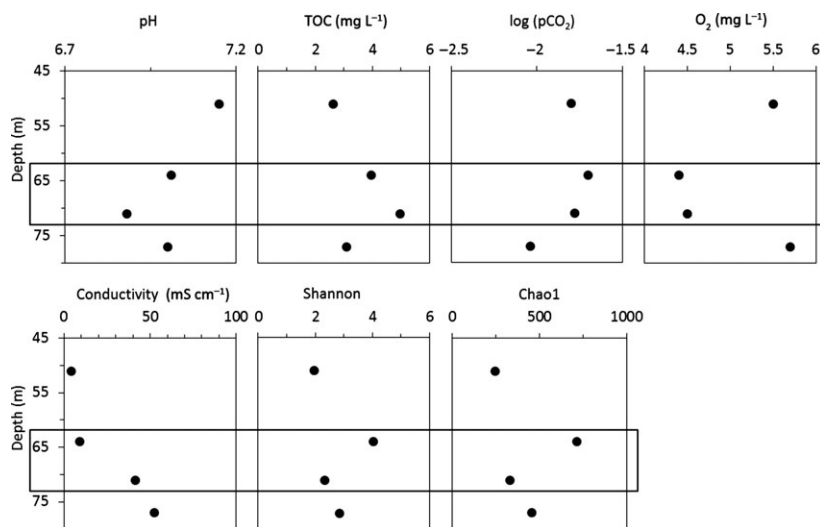 pH TOC (mg L⁻¹) log (pCO₂) O₂ (mg L⁻¹)
6.7 7.2 0 2 4 6 −2.5 −2 −1.5 4 4.5 5 5.5 6
45
55
Depth (m)
65
75
Conductivity (mS cm⁻¹) Shannon Chao1
0 50 100 0 2 4 6 0 500 1000
45
55
Depth (m)
65
75